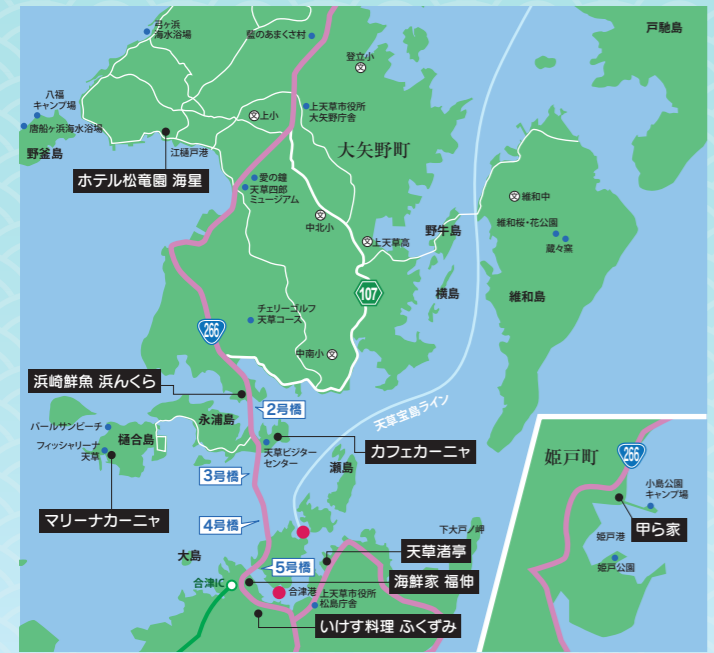 弓ヶ浜
海水浴場
藍のあまくさ村
登立小
戸馳島
八福
キャンプ場
唐船ヶ浜海水浴場
野釜島
上小
上天草市役所
大矢野庁舎
大矢野町
江樋戸港
ホテル松竜園 海星
愛の鐘
天草四郎
ミュージアム
中北小
上天草高
野牛島
維和中
維和桜・花公園
蔵々窯
107
横島
維和島
チェリーゴルフ
天草コース
266
中南小
浜崎鮮魚 浜んくら
2号橋
永浦島
天草宝島ライン
パールサンビーチ
樋合島
フィッシャリーナ
天草
天草ビジター
センター
カフェカーニャ
3号橋
瀬島
マリーナカーニャ
4号橋
下大戸ノ岬
大島
5号橋
天草渚亭
合津IC
海鮮家 福伸
合津港
上天草市役所
松島庁舎
いけす料理 ふくずみ
姫戸町
266
小島公園
キャンプ場
甲ら家
姫戸港
姫戸公園